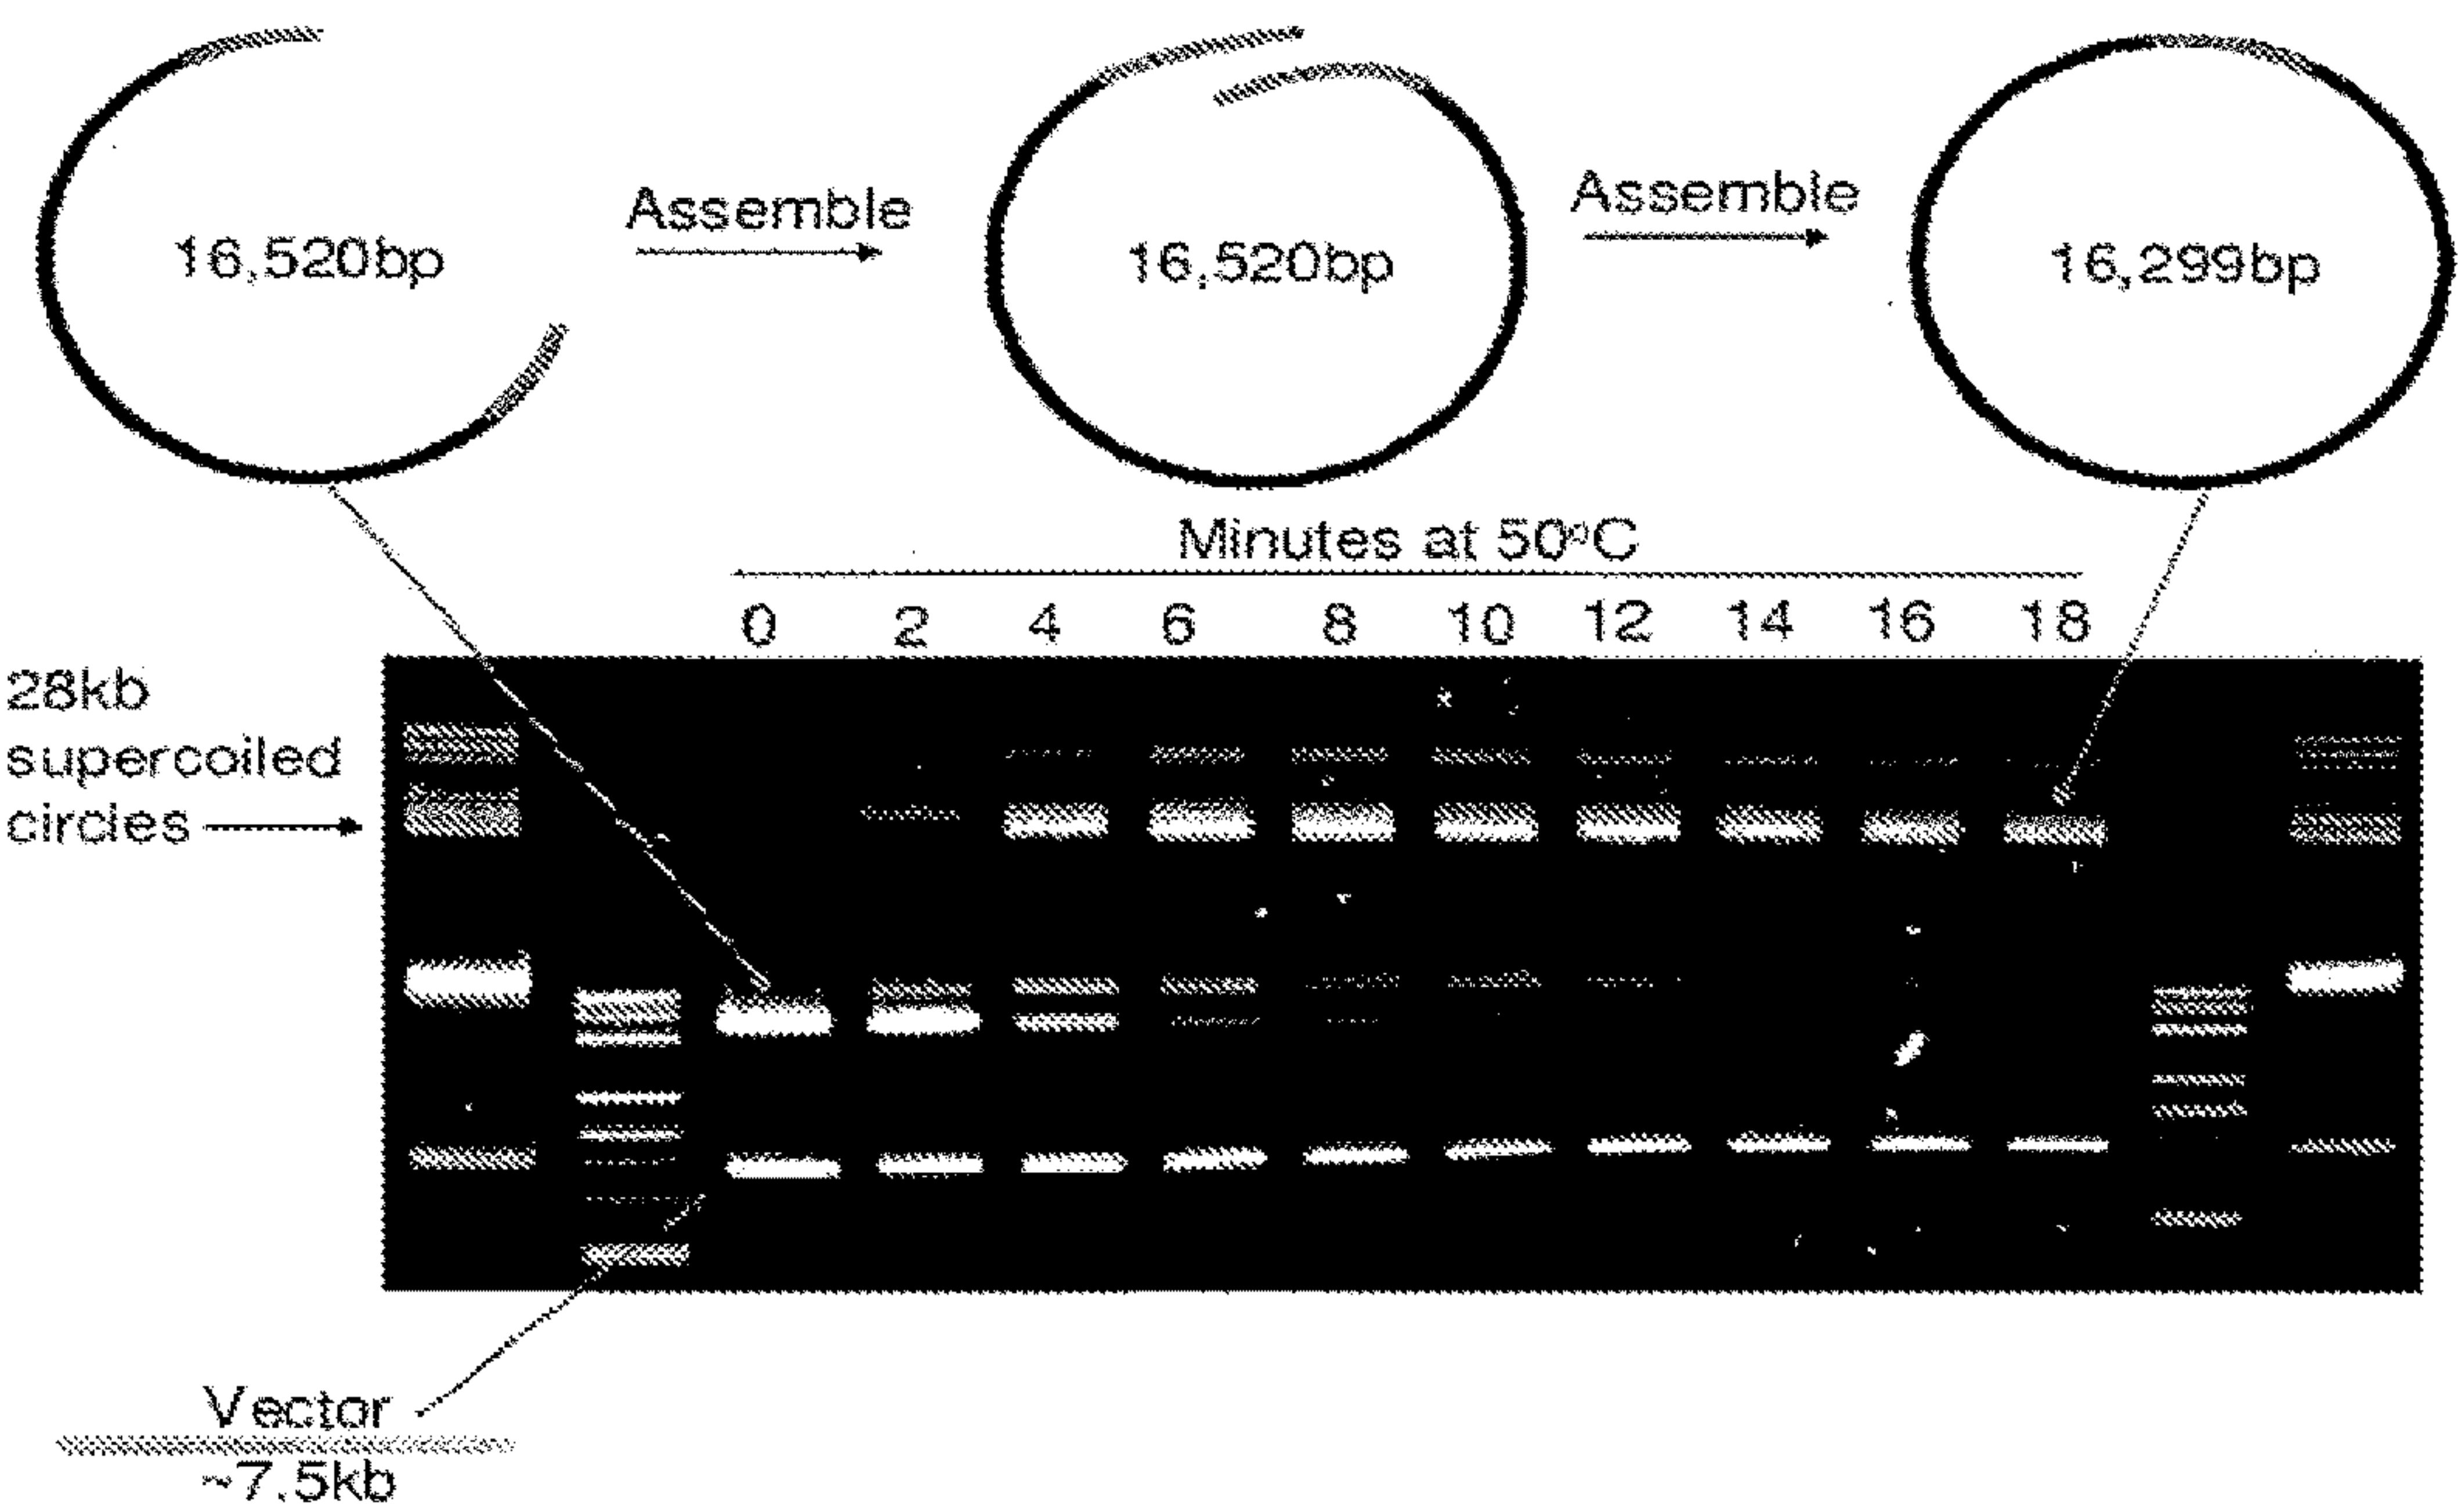 16,520bp
Assemble
16,520bp
Assemble
16,299bp
Minutes at 50°C
0 2 4 6 8 10 12 14 16 18
28kb
supercoiled
circles
Vector
~7.5kb